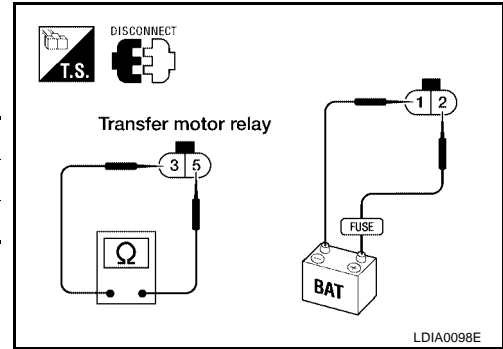 DISCONNECT
T.S.
Transfer motor relay
3 5
Ω
1 2
FUSE
- +
BAT
LDIA0098E